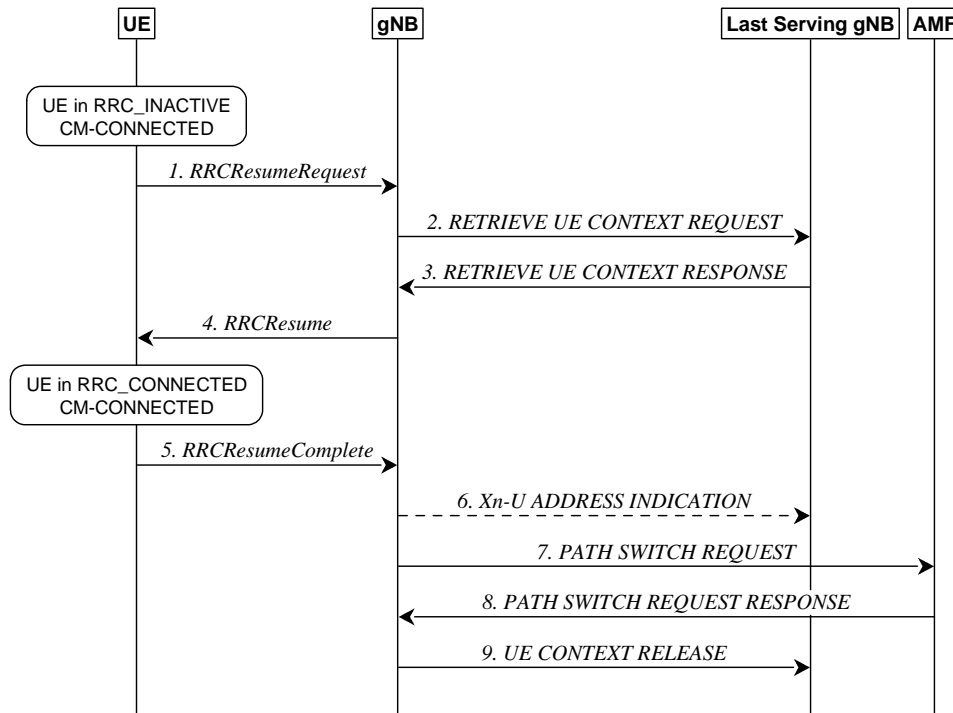 UE
gNB
Last Serving gNB
AMF
UE in RRC_INACTIVE
CM-CONNECTED
1. RRCResumeRequest
2. RETRIEVE UE CONTEXT REQUEST
3. RETRIEVE UE CONTEXT RESPONSE
4. RRCResume
UE in RRC_CONNECTED
CM-CONNECTED
5. RRCResumeComplete
6. Xn-U ADDRESS INDICATION
7. PATH SWITCH REQUEST
8. PATH SWITCH REQUEST RESPONSE
9. UE CONTEXT RELEASE